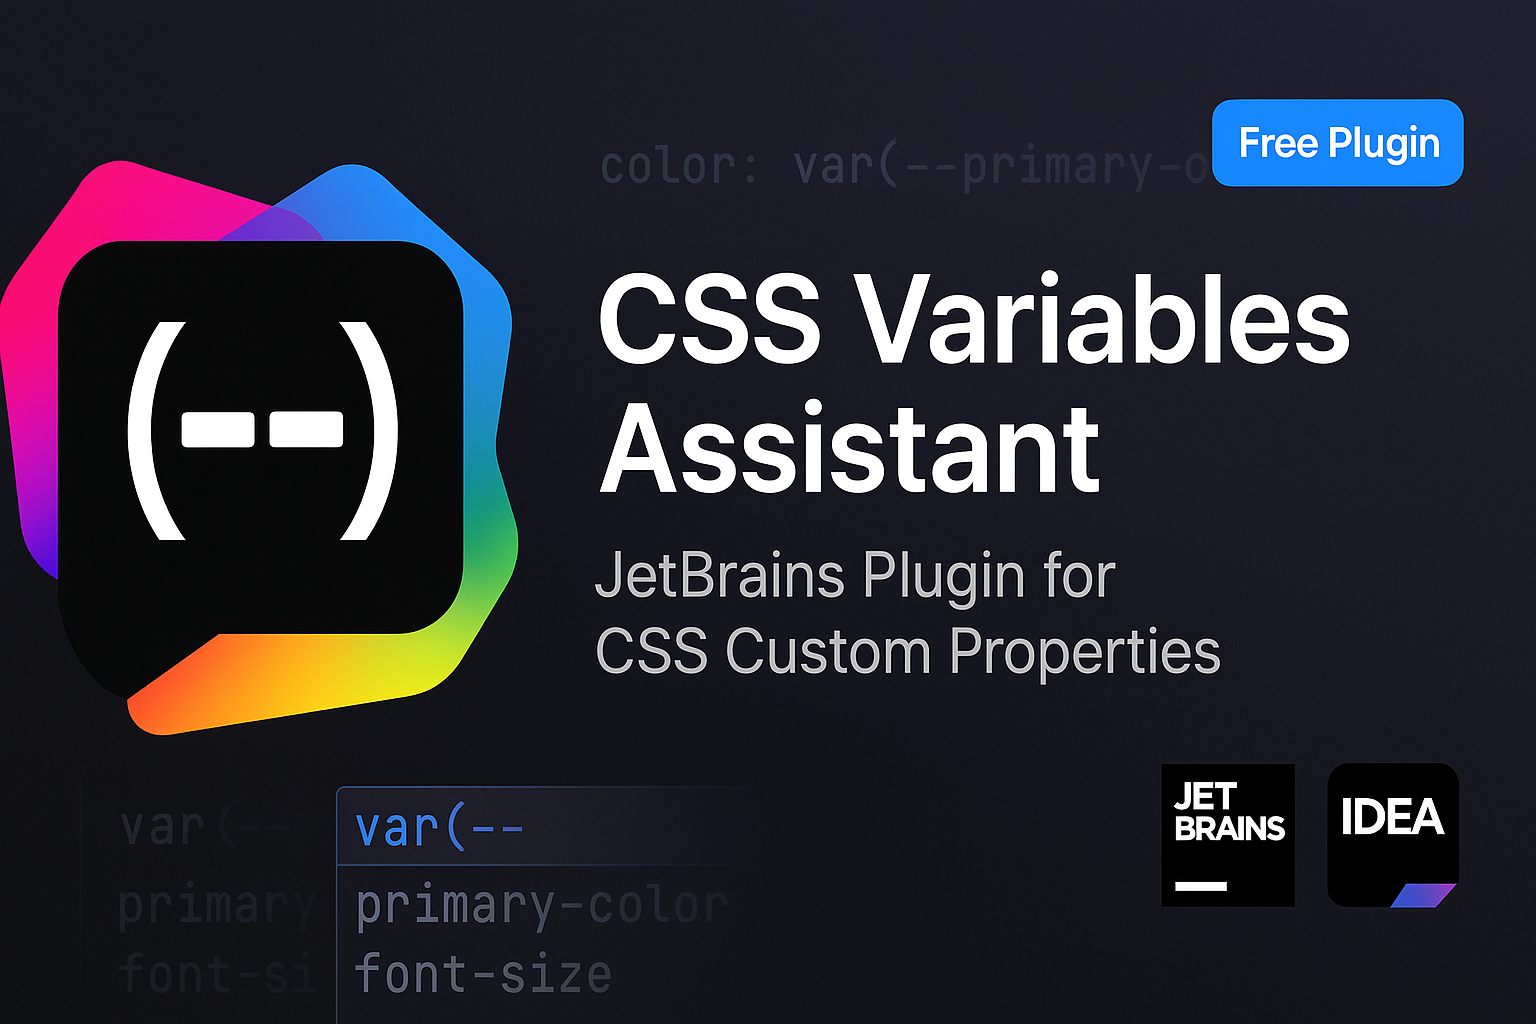 color: var(--primary-o
Free Plugin
(--)
CSS Variables
Assistant
JetBrains Plugin for
CSS Custom Properties
var(--
primary
font-si
var(--
primary-color
font-size
JET
BRAINS
IDEA